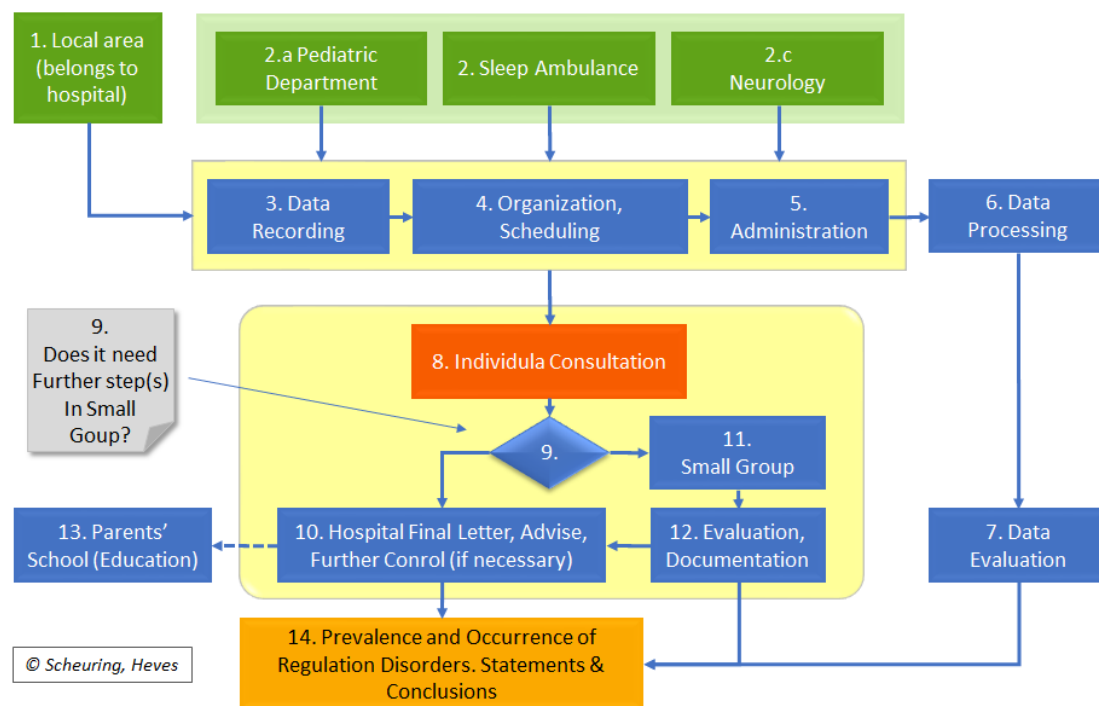 1. Local area
(belongs to
hospital)
2.a Pediatric
Department
2. Sleep Ambulance
2.c
Neurology
3. Data
Recording
4. Organization,
Scheduling
5.
Administration
6. Data
Processing
9.
Does it need
Further step(s)
In Small
Goup?
8. Individula Consultation
9.
11.
Small Group
13. Parents’
School (Education)
10. Hospital Final Letter, Advise,
Further Conrol (if necessary)
12. Evaluation,
Documentation
7. Data
Evaluation
14. Prevalence and Occurrence of
Regulation Disorders. Statements &
Conclusions
© Scheuring, Heves